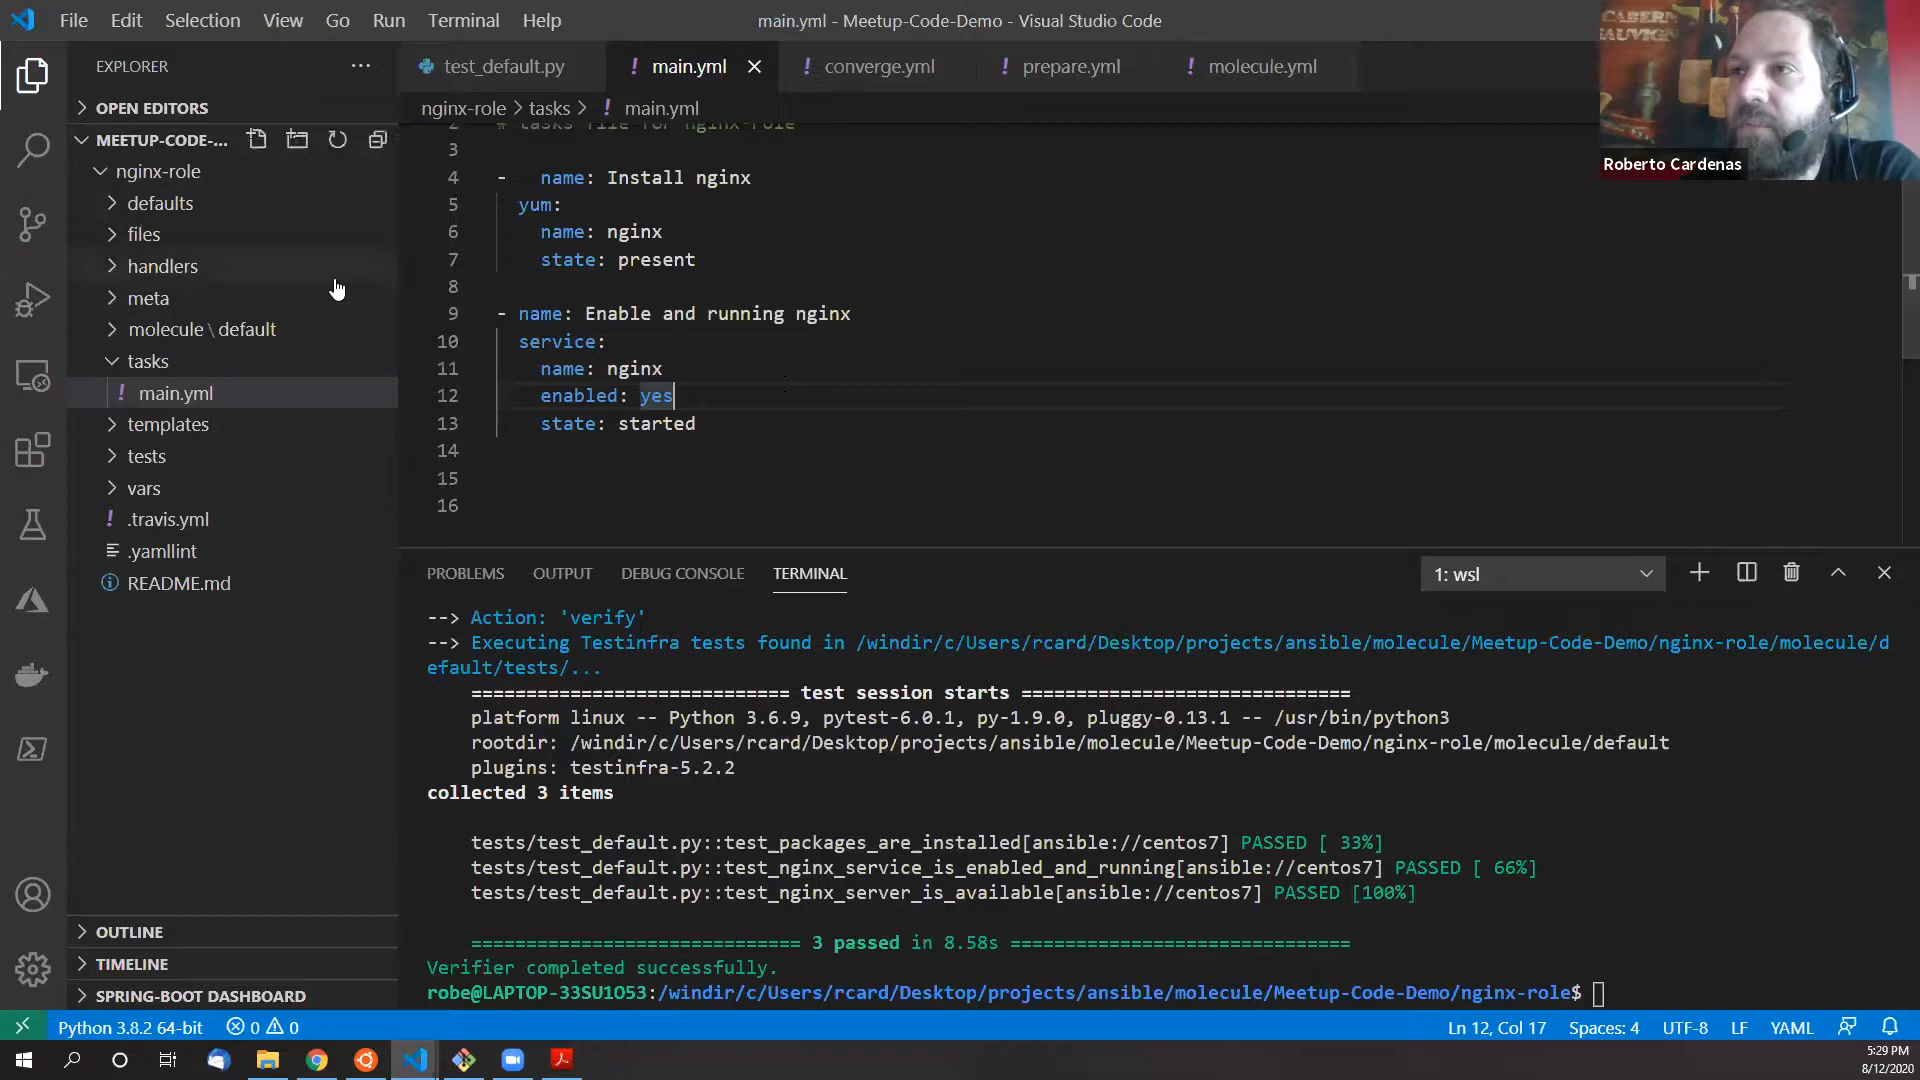 File Edit Selection View Go Run Terminal Help
main.yml - Meetup-Code-Demo - Visual Studio Code
CABERN
SAUVIGN
Roberto Cardenas
EXPLORER
OPEN EDITORS
MEETUP-CODE-...
nginx-role
defaults
files
handlers
meta
molecule \ default
tasks
! main.yml
templates
tests
vars
! .travis.yml
.yamllint
README.md
OUTLINE
TIMELINE
SPRING-BOOT DASHBOARD
test_default.py ! main.yml ! converge.yml ! prepare.yml ! molecule.yml
nginx-role > tasks > ! main.yml
2 # tasks file for nginx-role
3
4 - name: Install nginx
5 yum:
6 name: nginx
7 state: present
8
9 - name: Enable and running nginx
10 service:
11 name: nginx
12 enabled: yes
13 state: started
14
15
16
PROBLEMS OUTPUT DEBUG CONSOLE TERMINAL 1: wsl
--> Action: 'verify'
--> Executing Testinfra tests found in /windir/c/Users/rcard/Desktop/projects/ansible/molecule/Meetup-Code-Demo/nginx-role/molecule/d
efault/tests/...
============================= test session starts ==============================
platform linux -- Python 3.6.9, pytest-6.0.1, py-1.9.0, pluggy-0.13.1 -- /usr/bin/python3
rootdir: /windir/c/Users/rcard/Desktop/projects/ansible/molecule/Meetup-Code-Demo/nginx-role/molecule/default
plugins: testinfra-5.2.2
collected 3 items
tests/test_default.py::test_packages_are_installed[ansible://centos7] PASSED [ 33%]
tests/test_default.py::test_nginx_service_is_enabled_and_running[ansible://centos7] PASSED [ 66%]
tests/test_default.py::test_nginx_server_is_available[ansible://centos7] PASSED [100%]
============================== 3 passed in 8.58s ===============================
Verifier completed successfully.
robe@LAPTOP-33SU1O53:/windir/c/Users/rcard/Desktop/projects/ansible/molecule/Meetup-Code-Demo/nginx-role$
Python 3.8.2 64-bit 0 0 Ln 12, Col 17 Spaces: 4 UTF-8 LF YAML
5:29 PM
8/12/2020